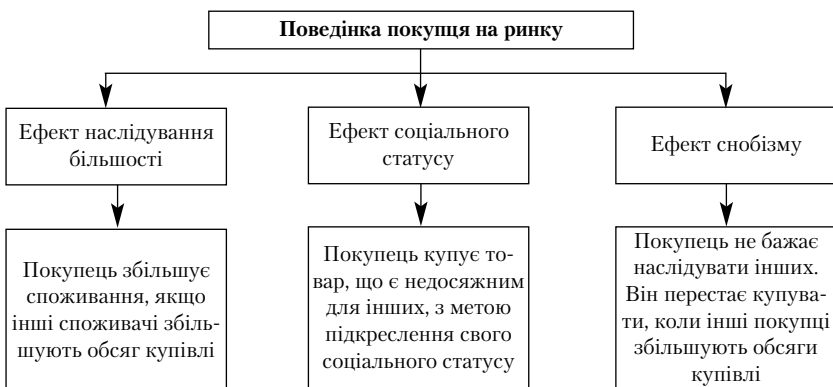 Поведінка покупця на ринку
Ефект наслідування
більшості
Ефект соціального
статусу
Ефект снобізму
Покупець збільшує
споживання, якщо
інші споживачі збіль-
шують обсяг купівлі
Покупець купує то-
вар, що є недосяжним
для інших, з метою
підкреслення свого
соціального статусу
Покупець не бажає
наслідувати інших.
Він перестає купува-
ти, коли інші покупці
збільшують обсяги
купівлі